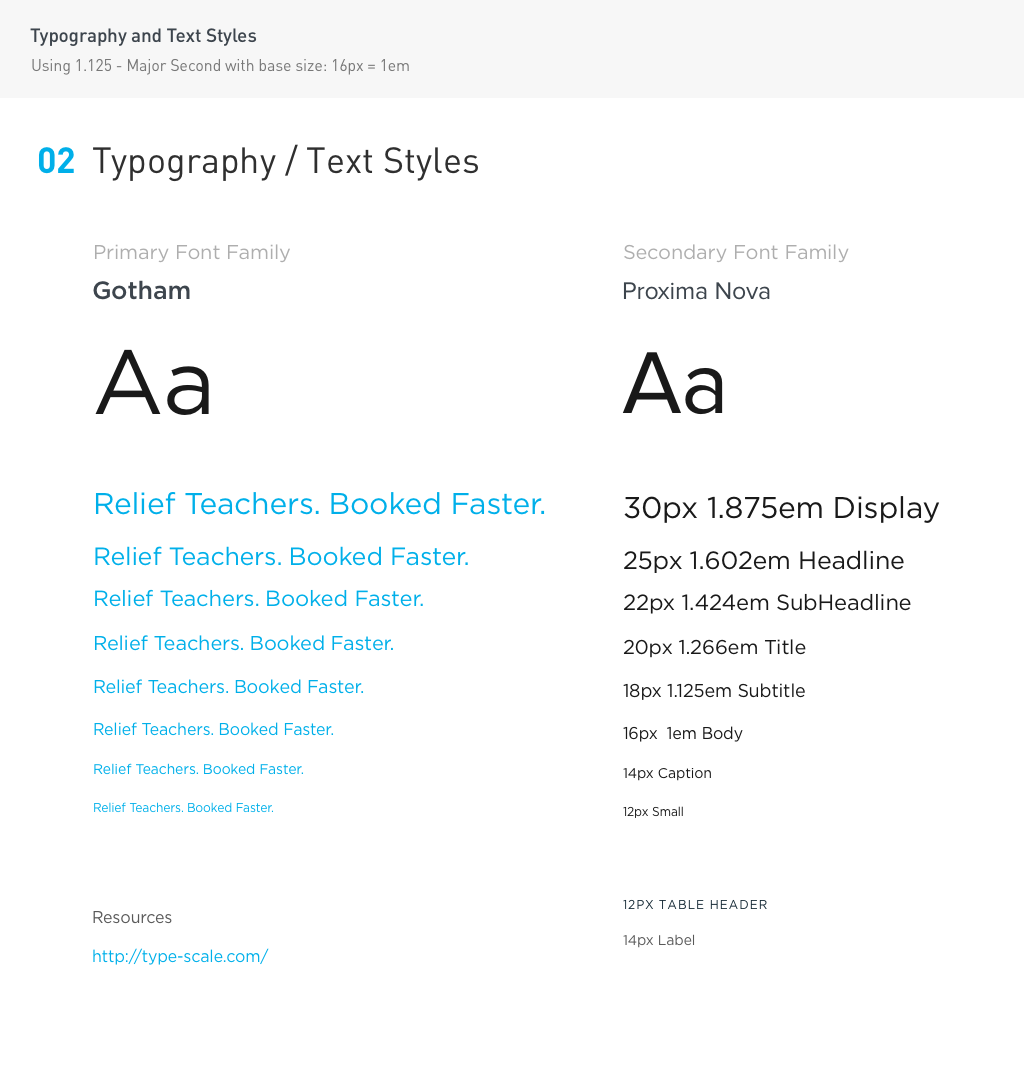 Typography and Text Styles
Using 1.125 - Major Second with base size: 16px = 1em
02 Typography / Text Styles
Primary Font Family
Gotham
Aa
Secondary Font Family
Proxima Nova
Aa
Relief Teachers. Booked Faster.
Relief Teachers. Booked Faster.
Relief Teachers. Booked Faster.
Relief Teachers. Booked Faster.
Relief Teachers. Booked Faster.
Relief Teachers. Booked Faster.
Relief Teachers. Booked Faster.
Relief Teachers. Booked Faster.
30px 1.875em Display
25px 1.602em Headline
22px 1.424em SubHeadline
20px 1.266em Title
18px 1.125em Subtitle
16px  1em Body
14px Caption
12px Small
Resources
http://type-scale.com/
12PX TABLE HEADER
14px Label